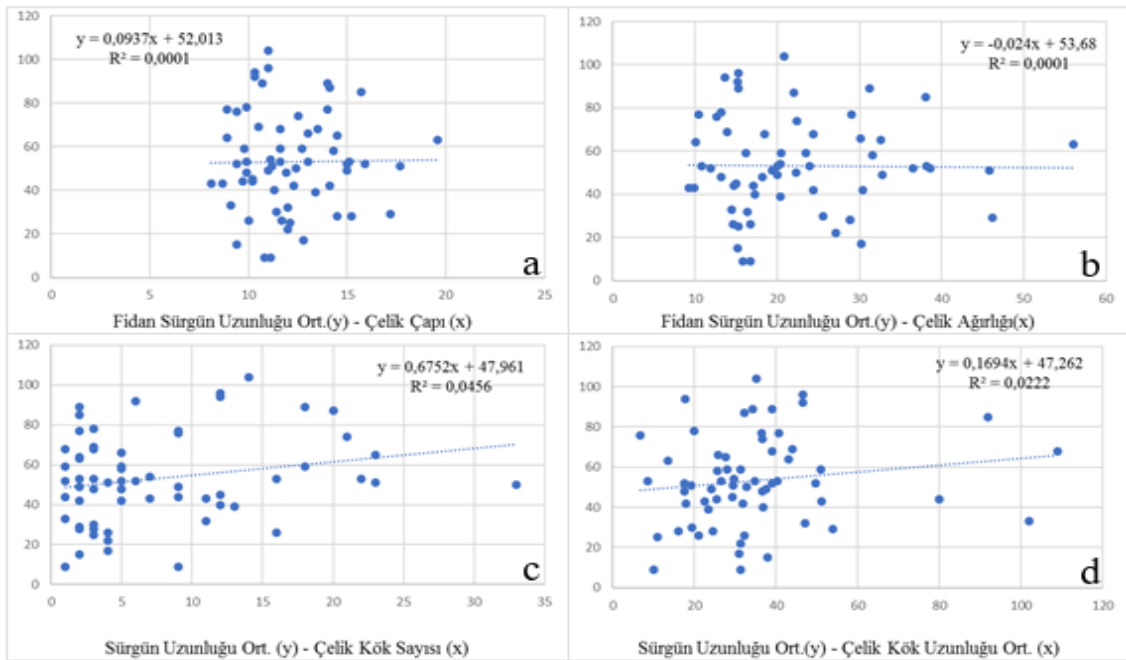 y = 0,0937x + 52,013
R² = 0,0001
120
100
80
60
40
20
0
0 5 10 15 20 25
a
Fidan Sürgün Uzunluğu Ort.(y) - Çelik Çapı (x)
y = -0,024x + 53,68
R² = 0,0001
120
100
80
60
40
20
0
0 10 20 30 40 50 60
b
Fidan Sürgün Uzunluğu Ort.(y) - Çelik Ağırlığı(x)
y = 0,6752x + 47,961
R² = 0,0456
120
100
80
60
40
20
0
0 5 10 15 20 25 30 35
c
Sürgün Uzunluğu Ort. (y) - Çelik Kök Sayısı (x)
y = 0,1694x + 47,262
R² = 0,0222
120
100
80
60
40
20
0
0 20 40 60 80 100 120
d
Sürgün Uzunluğu Ort.(y) - Çelik Kök Uzunluğu Ort. (x)